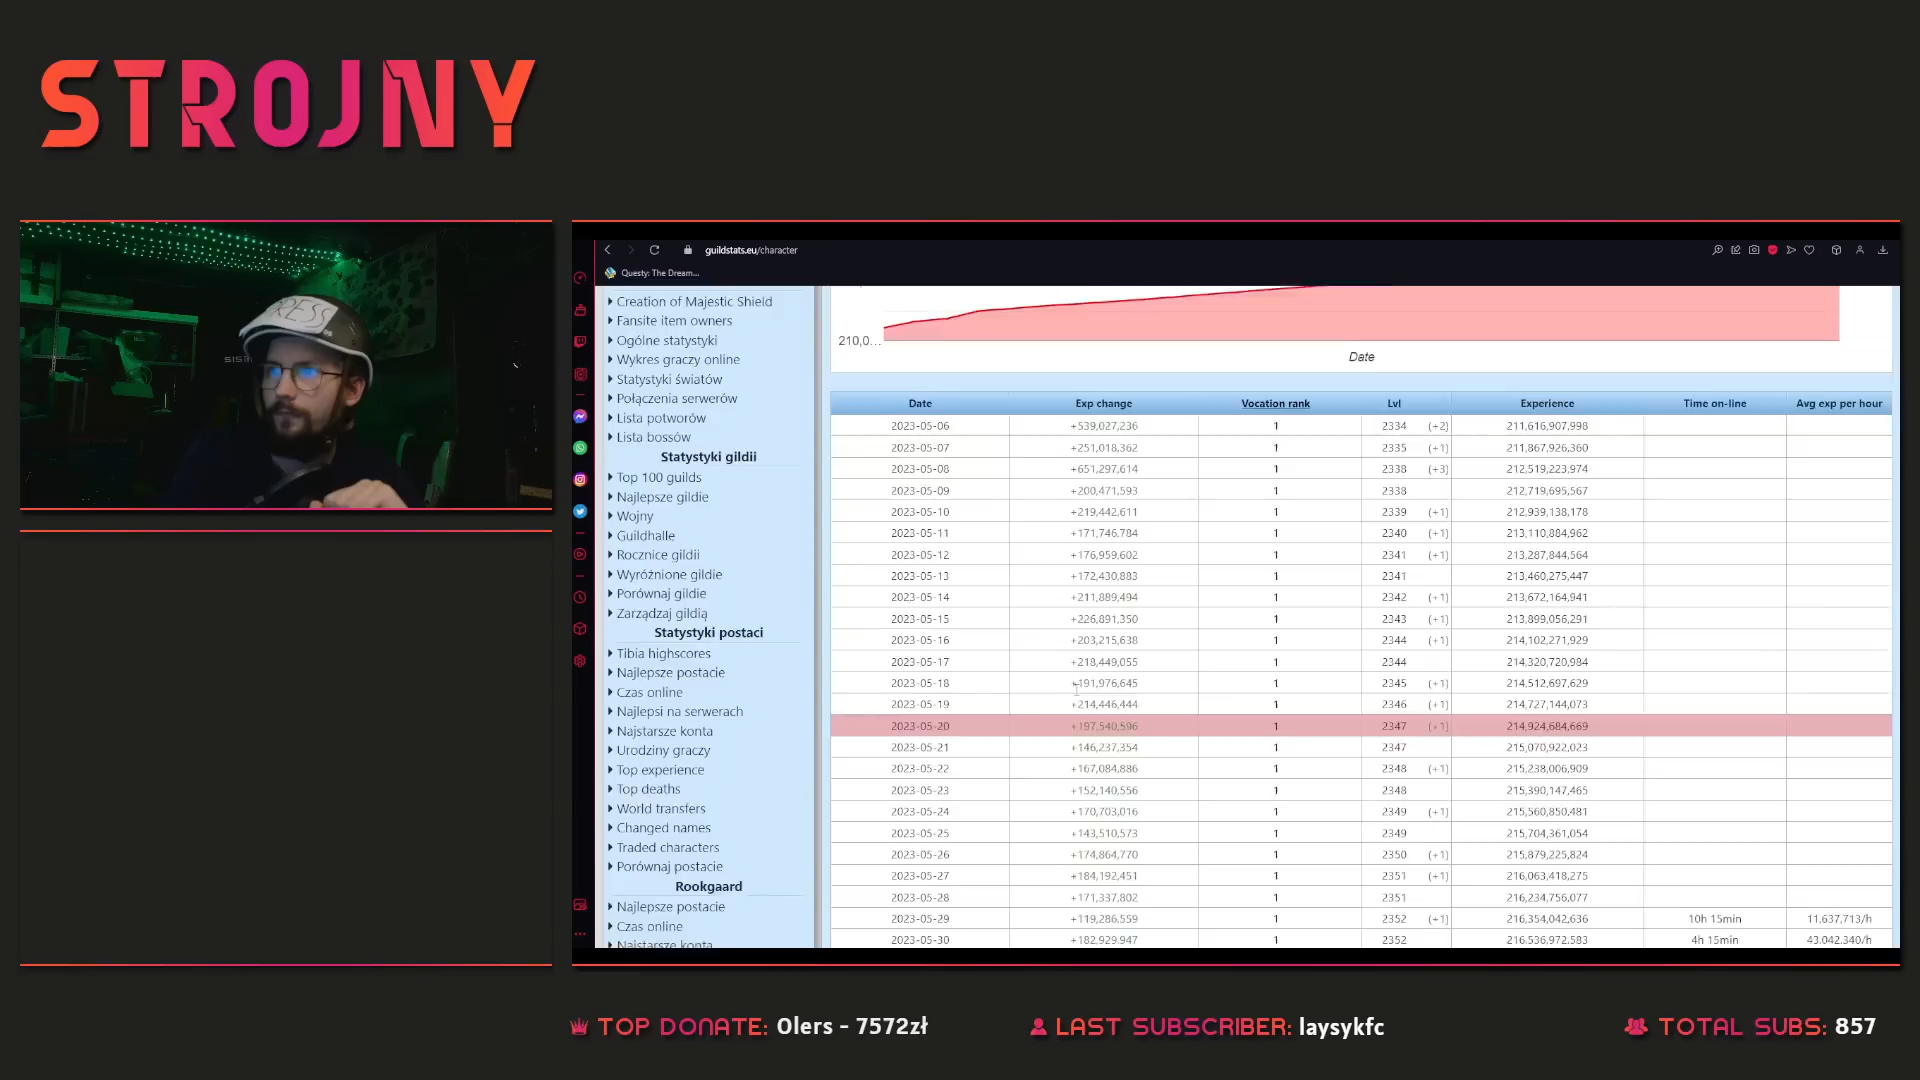 STROJNY
guildstats.eu/character
Questy: The Dream...
Creation of Majestic Shield
Fansite item owners
Ogólne statystyki
Wykres graczy online
Statystyki światów
Połączenia serwerów
Lista potworów
Lista bossów
Statystyki gildii
Top 100 guilds
Najlepsze gildie
Wojny
Guildhalle
Rocznice gildii
Wyróżnione gildie
Porównaj gildie
Zarządzaj gildią
Statystyki postaci
Tibia highscores
Najlepsze postacie
Czas online
Najlepsi na serwerach
Najstarsze konta
Urodziny graczy
Top experience
Top deaths
World transfers
Changed names
Traded characters
Porównaj postacie
Rookgaard
Najlepsze postacie
Czas online
Najstarsze konta
210,0...
Date
Date Exp change Vocation rank Lvl Experience Time on-line Avg exp per hour
2023-05-06 +539,027,236 1 2334 (+2) 211,616,907,998
2023-05-07 +251,018,362 1 2335 (+1) 211,867,926,360
2023-05-08 +651,297,614 1 2338 (+3) 212,519,223,974
2023-05-09 +200,471,593 1 2338 212,719,695,567
2023-05-10 +219,442,611 1 2339 (+1) 212,939,138,178
2023-05-11 +171,746,784 1 2340 (+1) 213,110,884,962
2023-05-12 +176,959,602 1 2341 (+1) 213,287,844,564
2023-05-13 +172,430,883 1 2341 213,460,275,447
2023-05-14 +211,889,494 1 2342 (+1) 213,672,164,941
2023-05-15 +226,891,350 1 2343 (+1) 213,899,056,291
2023-05-16 +203,215,638 1 2344 (+1) 214,102,271,929
2023-05-17 +218,449,055 1 2344 214,320,720,984
2023-05-18 +191,976,645 1 2345 (+1) 214,512,697,629
2023-05-19 +214,446,444 1 2346 (+1) 214,727,144,073
2023-05-20 +197,540,596 1 2347 (+1) 214,924,684,669
2023-05-21 +146,237,354 1 2347 215,070,922,023
2023-05-22 +167,084,886 1 2348 (+1) 215,238,006,909
2023-05-23 +152,140,556 1 2348 215,390,147,465
2023-05-24 +170,703,016 1 2349 (+1) 215,560,850,481
2023-05-25 +143,510,573 1 2349 215,704,361,054
2023-05-26 +174,864,770 1 2350 (+1) 215,879,225,824
2023-05-27 +184,192,451 1 2351 (+1) 216,063,418,275
2023-05-28 +171,337,802 1 2351 216,234,756,077
2023-05-29 +119,286,559 1 2352 (+1) 216,354,042,636 10h 15min 11,637,713/h
2023-05-30 +182,929,947 1 2352 216,536,972,583 4h 15min 43,042,340/h
TOP DONATE: Olers - 7572zł
LAST SUBSCRIBER: laysykfc
TOTAL SUBS: 857